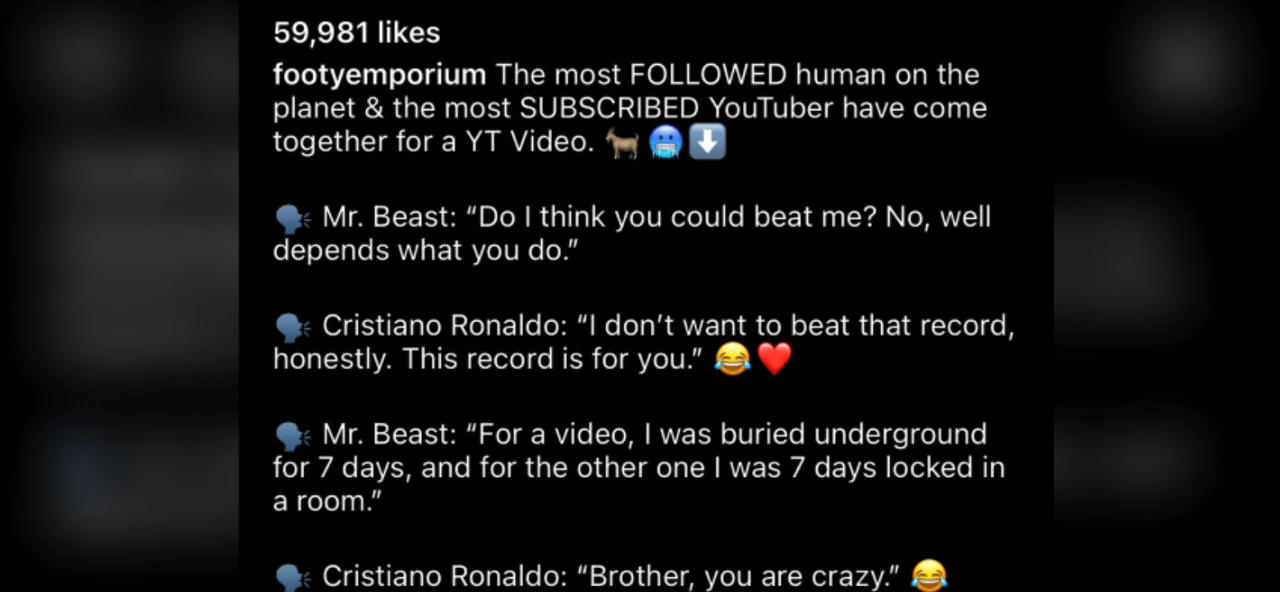 59,981 likes
footyemporium The most FOLLOWED human on the
planet & the most SUBSCRIBED YouTuber have come
together for a YT Video. 🐐 🥶 ⬇️
🗣️ Mr. Beast: “Do I think you could beat me? No, well
depends what you do.”
🗣️ Cristiano Ronaldo: “I don’t want to beat that record,
honestly. This record is for you.” 😂 ❤️
🗣️ Mr. Beast: “For a video, I was buried underground
for 7 days, and for the other one I was 7 days locked in
a room.”
🗣️ Cristiano Ronaldo: “Brother, you are crazy.” 😂